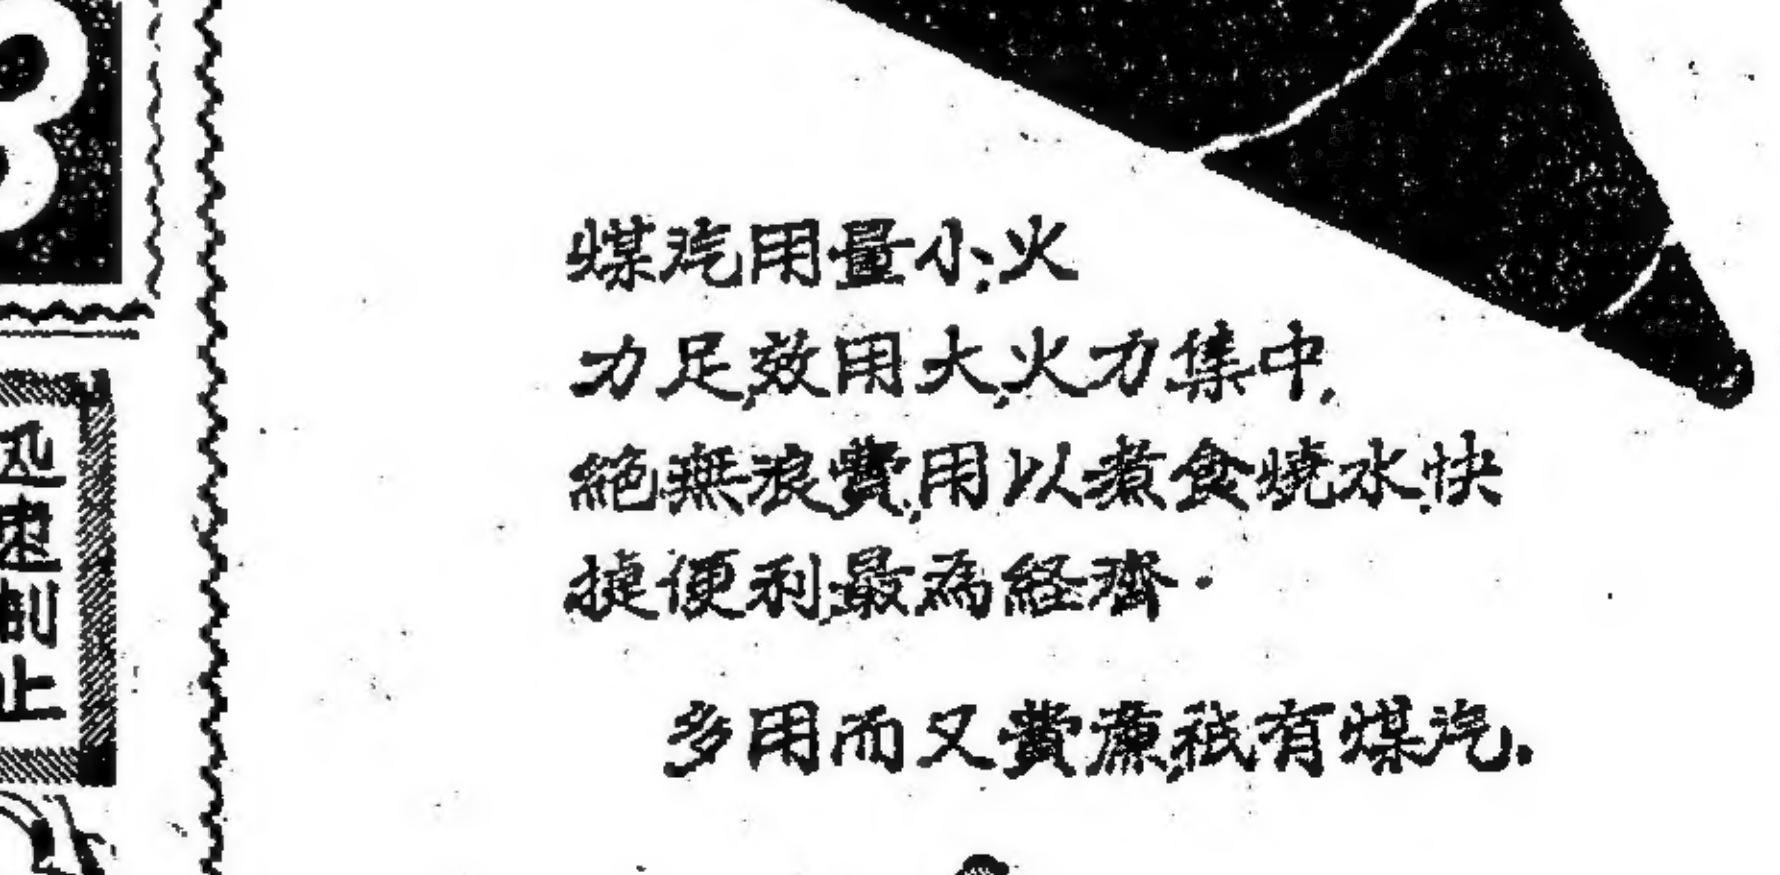 煤汽用量小,火
力足,效用大,火力集中,
絕無浪費,用以煮食燒水,快
捷便利,最為経濟·
多用而又費廉,祇有煤汽.
迅速制止